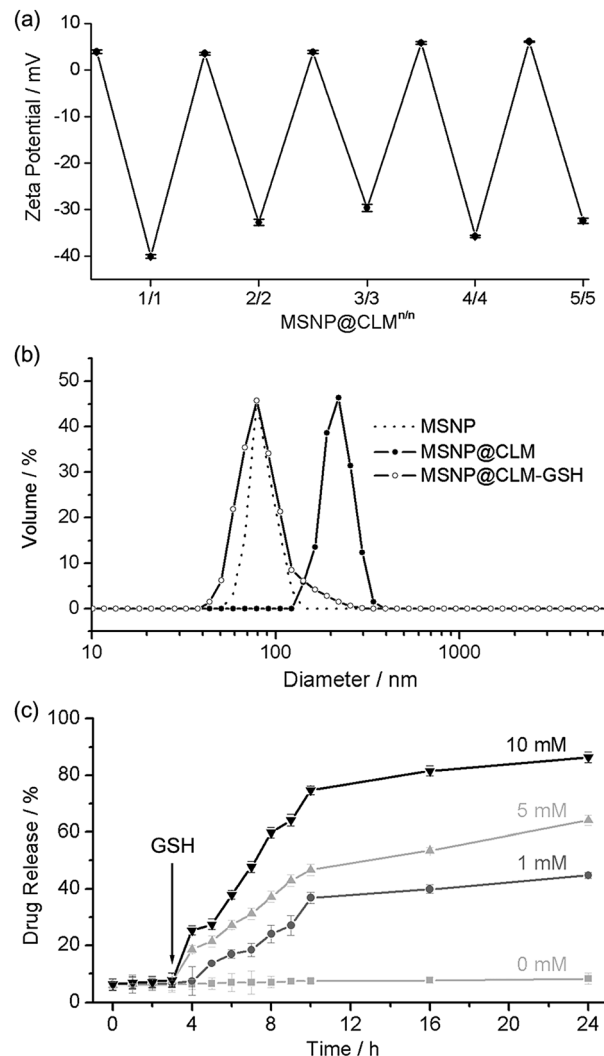 (a)
10
0
-10
-20
-30
-40
Zeta Potential / mV
1/1 2/2 3/3 4/4 5/5
MSNP@CLMn/n
(b)
50
40
30
20
10
0
Volume / %
MSNP
MSNP@CLM
MSNP@CLM-GSH
10 100 1000
Diameter / nm
(c)
100
80
60
40
20
0
Drug Release / %
GSH
10 mM
5 mM
1 mM
0 mM
0 4 8 12 16 20 24
Time / h